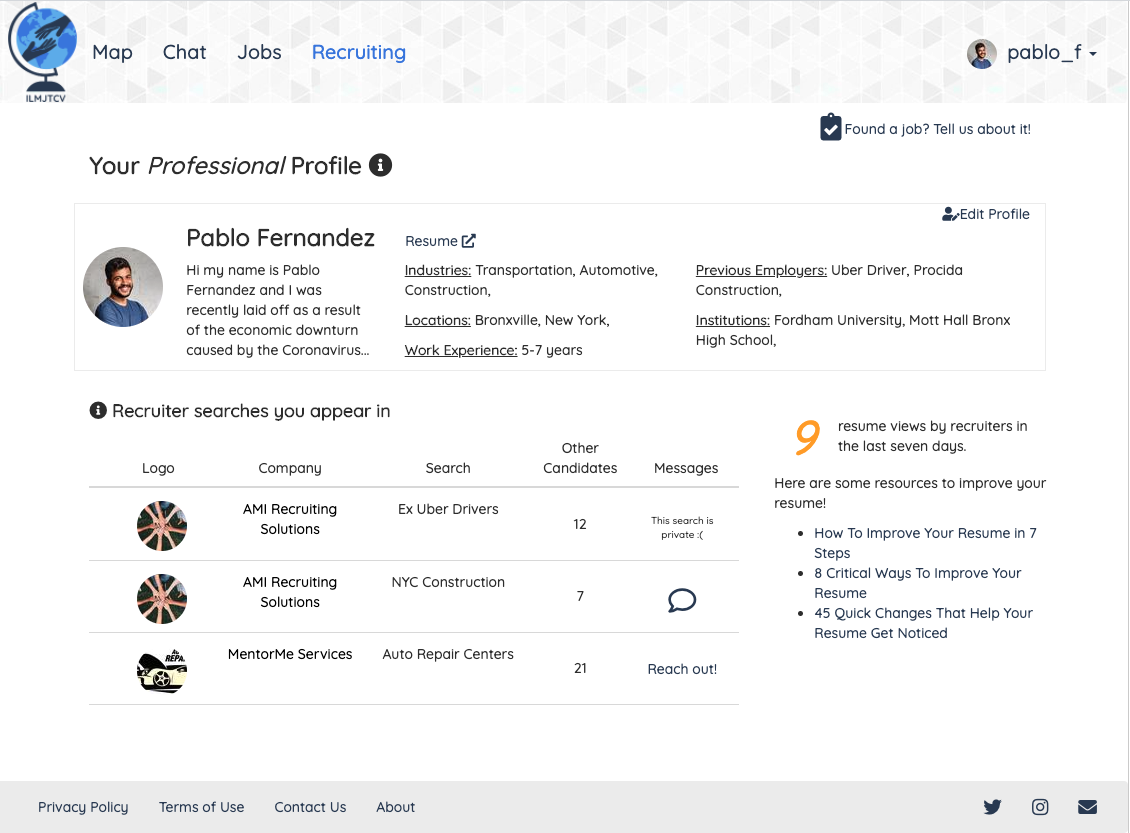 Map Chat Jobs Recruiting
pablo_f
ILMJTCV
Found a job? Tell us about it!
Your Professional Profile
Edit Profile
Pablo Fernandez
Hi my name is Pablo
Fernandez and I was
recently laid off as a result
of the economic downturn
caused by the Coronavirus...
Resume
Industries: Transportation, Automotive,
Construction,
Locations: Bronxville, New York,
Work Experience: 5-7 years
Previous Employers: Uber Driver, Procida
Construction,
Institutions: Fordham University, Mott Hall Bronx
High School,
Recruiter searches you appear in
Logo Company Search Other
Candidates Messages
AMI Recruiting
Solutions
Ex Uber Drivers
12
This search is
private :(
AMI Recruiting
Solutions
NYC Construction
7
REPA.
MentorMe Services
Auto Repair Centers
21
Reach out!
9 resume views by recruiters in
the last seven days.
Here are some resources to improve your
resume!
How To Improve Your Resume in 7
Steps
8 Critical Ways To Improve Your
Resume
45 Quick Changes That Help Your
Resume Get Noticed
Privacy Policy Terms of Use Contact Us About